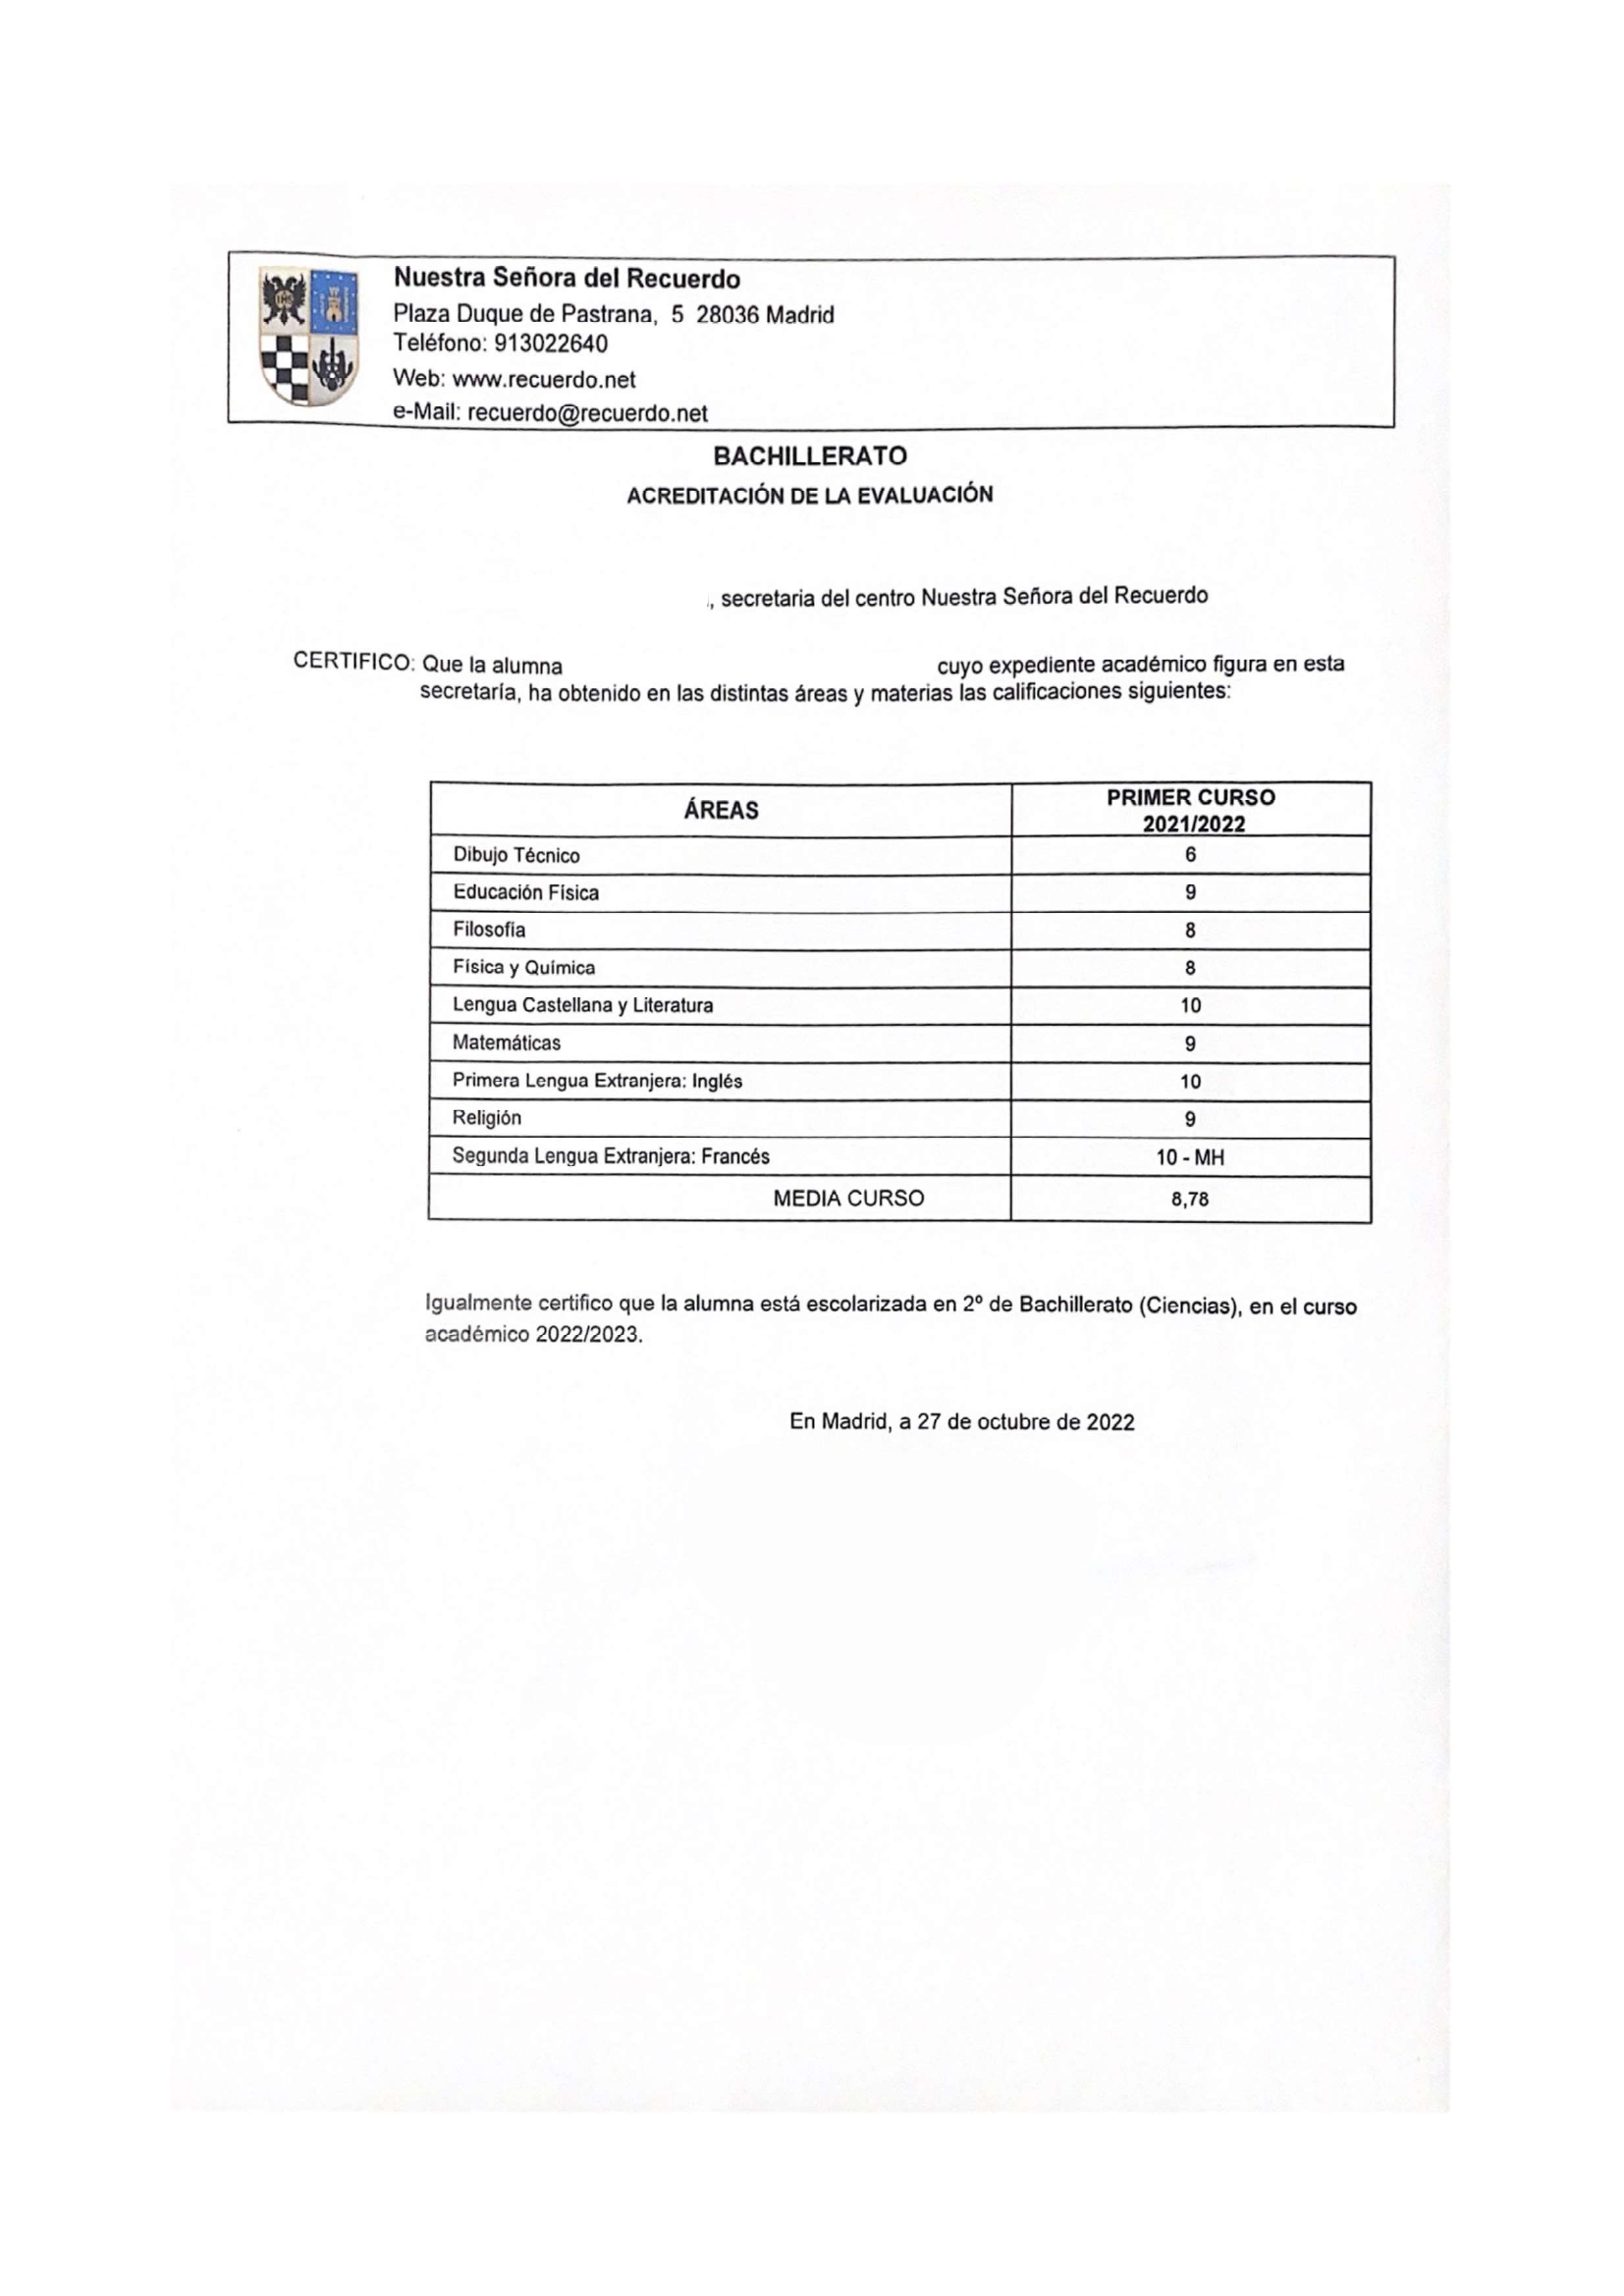 Nuestra Señora del Recuerdo
Plaza Duque de Pastrana, 5 28036 Madrid
Teléfono: 913022640
Web: www.recuerdo.net
e-Mail: recuerdo@recuerdo.net
BACHILLERATO
ACREDITACIÓN DE LA EVALUACIÓN
, secretaria del centro Nuestra Señora del Recuerdo
CERTIFICO: Que la alumna cuyo expediente académico figura en esta
secretaría, ha obtenido en las distintas áreas y materias las calificaciones siguientes:
ÁREAS PRIMER CURSO
2021/2022
Dibujo Técnico 6
Educación Física 9
Filosofía 8
Física y Química 8
Lengua Castellana y Literatura 10
Matemáticas 9
Primera Lengua Extranjera: Inglés 10
Religión 9
Segunda Lengua Extranjera: Francés 10 - MH
MEDIA CURSO 8,78
Igualmente certifico que la alumna está escolarizada en 2º de Bachillerato (Ciencias), en el curso
académico 2022/2023.
En Madrid, a 27 de octubre de 2022